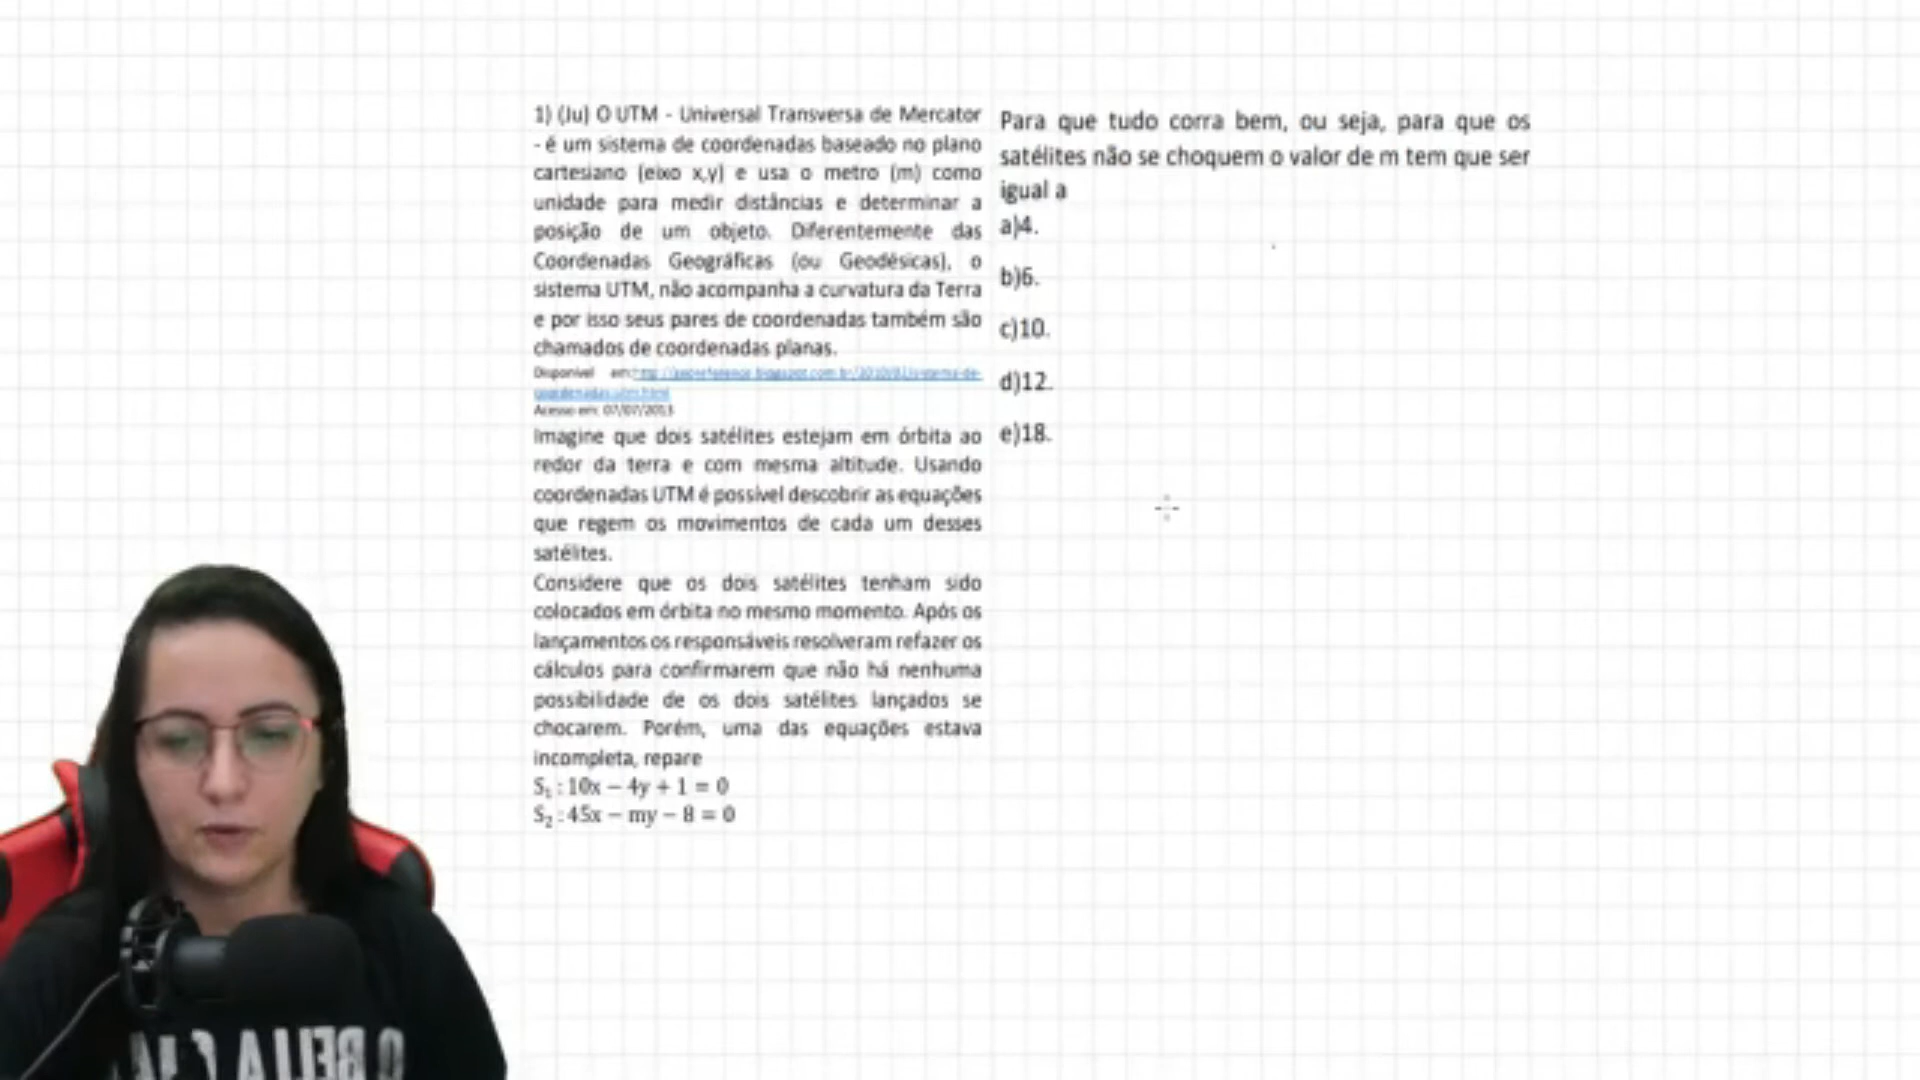 1) (Ju) O UTM - Universal Transversa de Mercator
- é um sistema de coordenadas baseado no plano
cartesiano (eixo x,y) e usa o metro (m) como
unidade para medir distâncias e determinar a
posição de um objeto. Diferentemente das
Coordenadas Geográficas (ou Geodésicas), o
sistema UTM, não acompanha a curvatura da Terra
e por isso seus pares de coordenadas também são
chamados de coordenadas planas.
Disponível em:
Acesso em: 07/07/2013
Imagine que dois satélites estejam em órbita ao
redor da terra e com mesma altitude. Usando
coordenadas UTM é possível descobrir as equações
que regem os movimentos de cada um desses
satélites.
Considere que os dois satélites tenham sido
colocados em órbita no mesmo momento. Após os
lançamentos os responsáveis resolveram refazer os
cálculos para confirmarem que não há nenhuma
possibilidade de os dois satélites lançados se
chocarem. Porém, uma das equações estava
incompleta, repare
S₁ : 10x − 4y + 1 = 0
S₂ : 45x − my − 8 = 0
Para que tudo corra bem, ou seja, para que os
satélites não se choquem o valor de m tem que ser
igual a
a)4.
b)6.
c)10.
d)12.
e)18.
O BELLA C